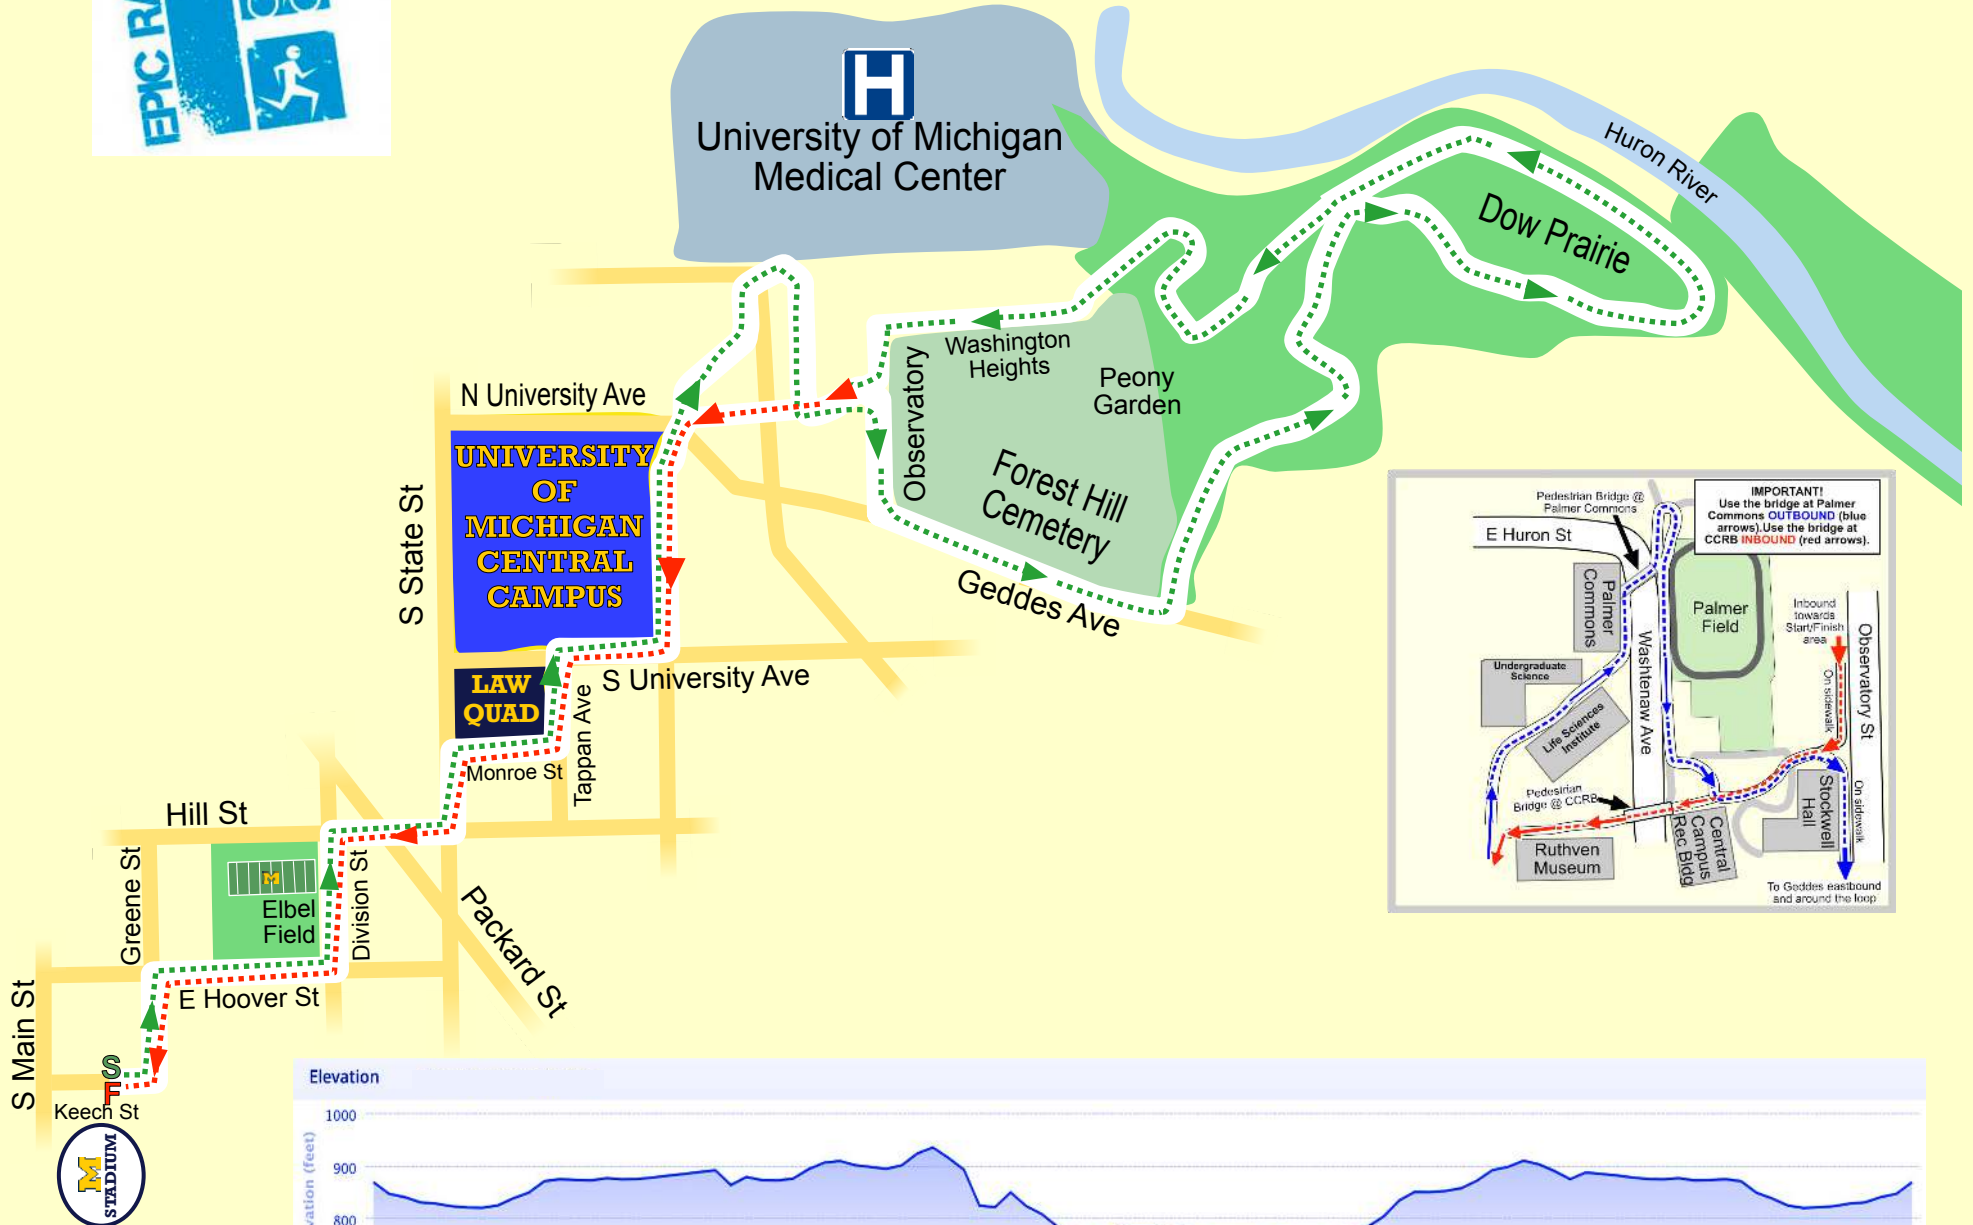 EPIC
H
University of Michigan
Medical Center
Huron River
Dow Prairie
N University Ave
Washington
Heights
Peony
Garden
Observatory
Forest Hill
Cemetery
Geddes Ave
UNIVERSITY
OF
MICHIGAN
CENTRAL
CAMPUS
S State St
LAW
QUAD
S University Ave
Tappan Ave
Monroe St
Hill St
Greene St
M
Elbel
Field
Division St
Packard St
E Hoover St
S Main St
S
F
Keech St
M
STADIUM
Pedestrian Bridge @
Palmer Commons
IMPORTANT!
Use the bridge at Palmer
Commons OUTBOUND (blue
arrows).Use the bridge at
CCRB INBOUND (red arrows).
E Huron St
Palmer
Commons
Palmer
Field
Inbound
towards
Start/Finish
area
Observatory St
On sidewalk
Washtenaw Ave
Undergraduate
Science
Life Sciences
Institute
Pedestrian
Bridge @ CCRB
Ruthven
Museum
Central
Campus
Rec Bldg
Stockwell
Hall
On sidewalk
To Geddes eastbound
and around the loop
Elevation
1000
900
800
(feet)